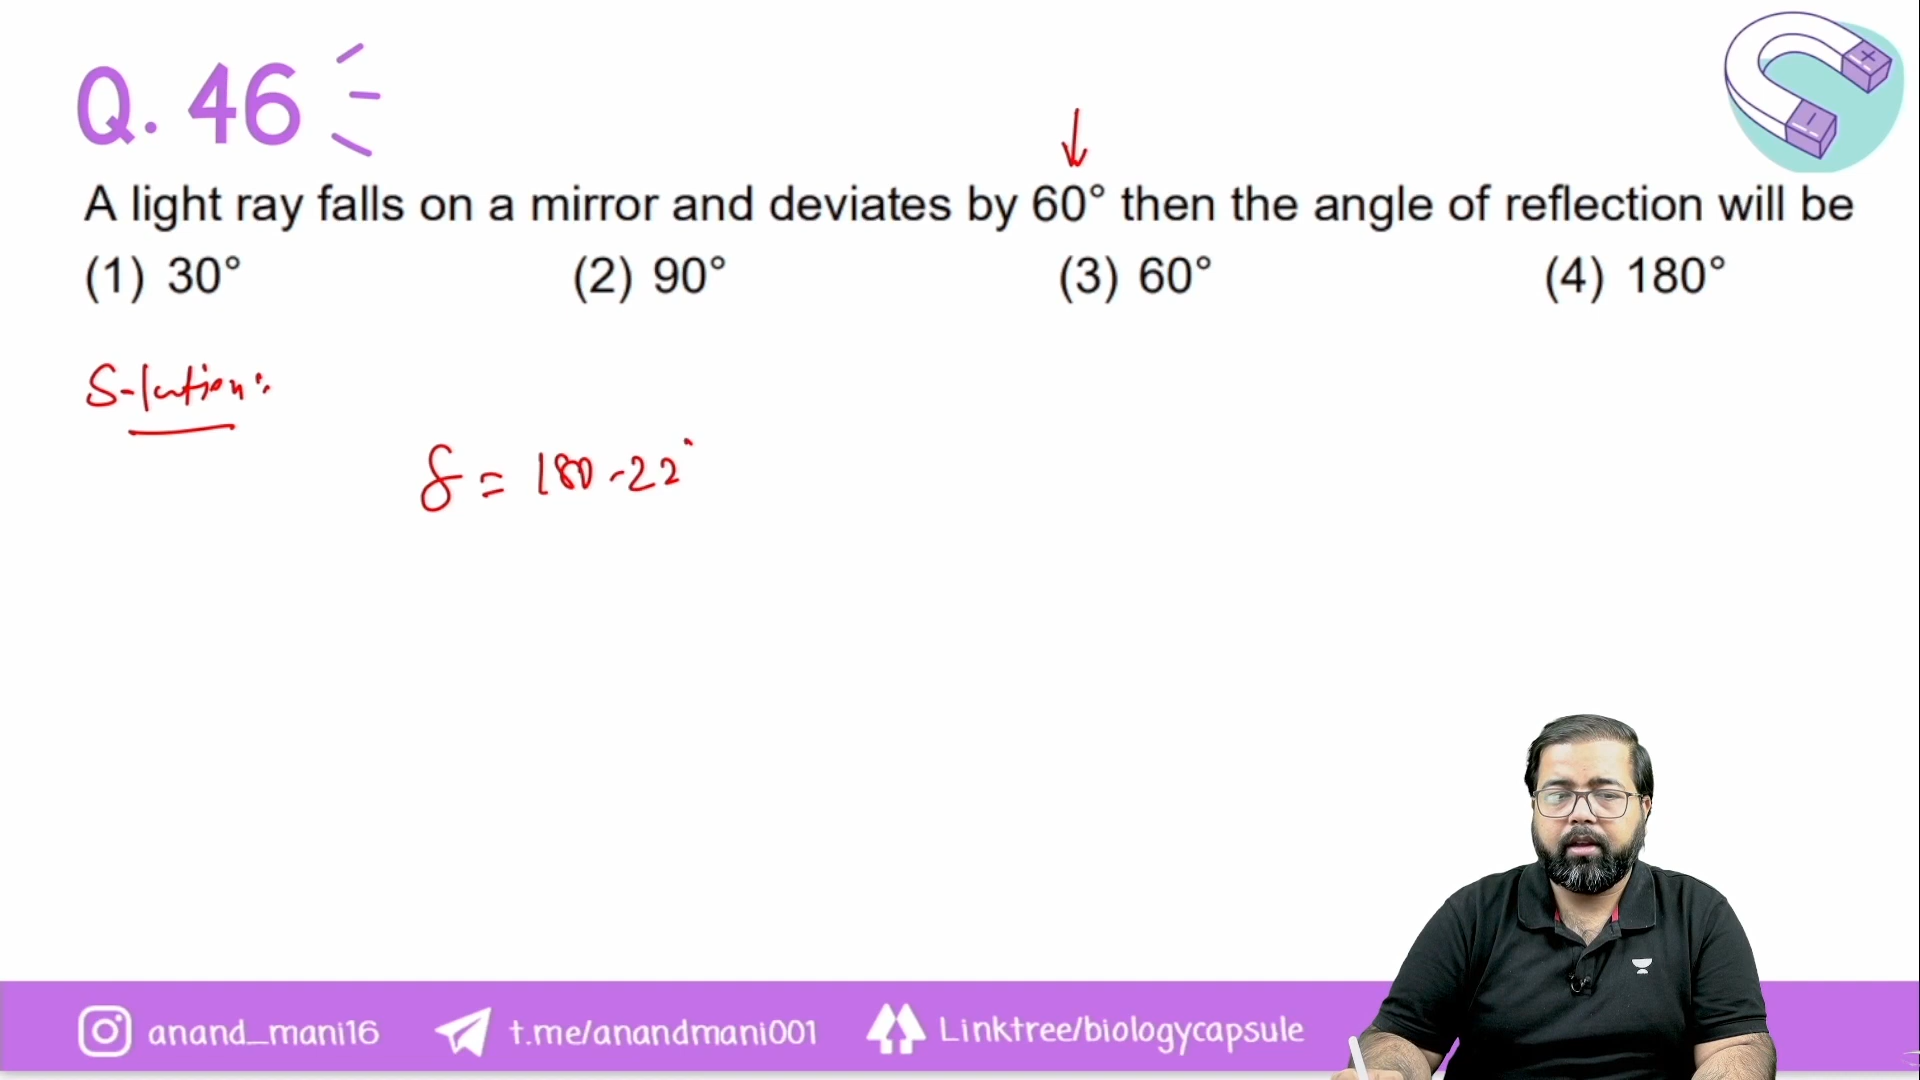 Q. 46
A light ray falls on a mirror and deviates by 60° then the angle of reflection will be
(1) 30° (2) 90° (3) 60° (4) 180°
Solution:
δ = 180 - 2i
anand_mani16 t.me/anandmani001 Linktree/biologycapsule